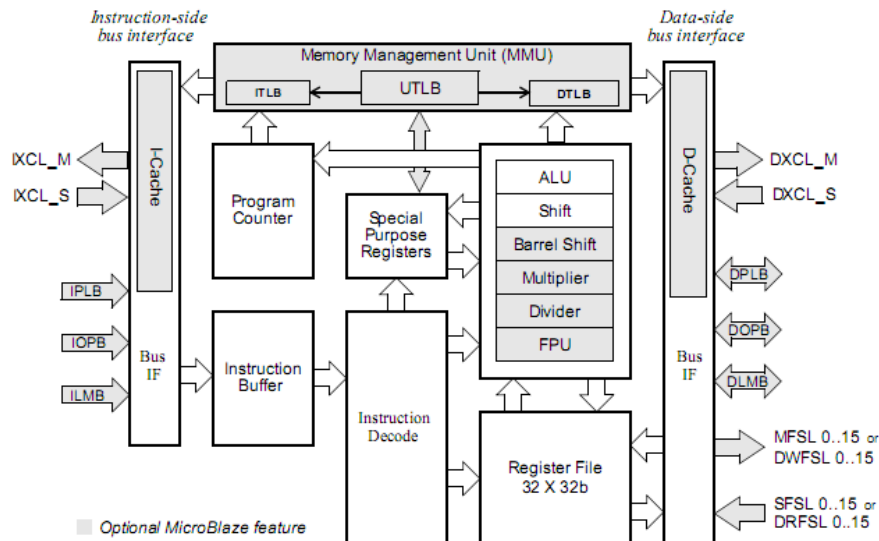 Instruction-side
bus interface
Data-side
bus interface
Memory Management Unit (MMU)
ITLB
UTLB
DTLB
I-Cache
D-Cache
IXCL_M
IXCL_S
DXCL_M
DXCL_S
Program
Counter
Special
Purpose
Registers
ALU
Shift
Barrel Shift
Multiplier
Divider
FPU
IPLB
IOPB
ILMB
Bus
IF
Instruction
Buffer
Instruction
Decode
Register File
32 X 32b
Bus
IF
DPLB
DOPB
DLMB
MFSL 0..15 or
DWFSL 0..15
SFSL 0..15 or
DRFSL 0..15
Optional MicroBlaze feature